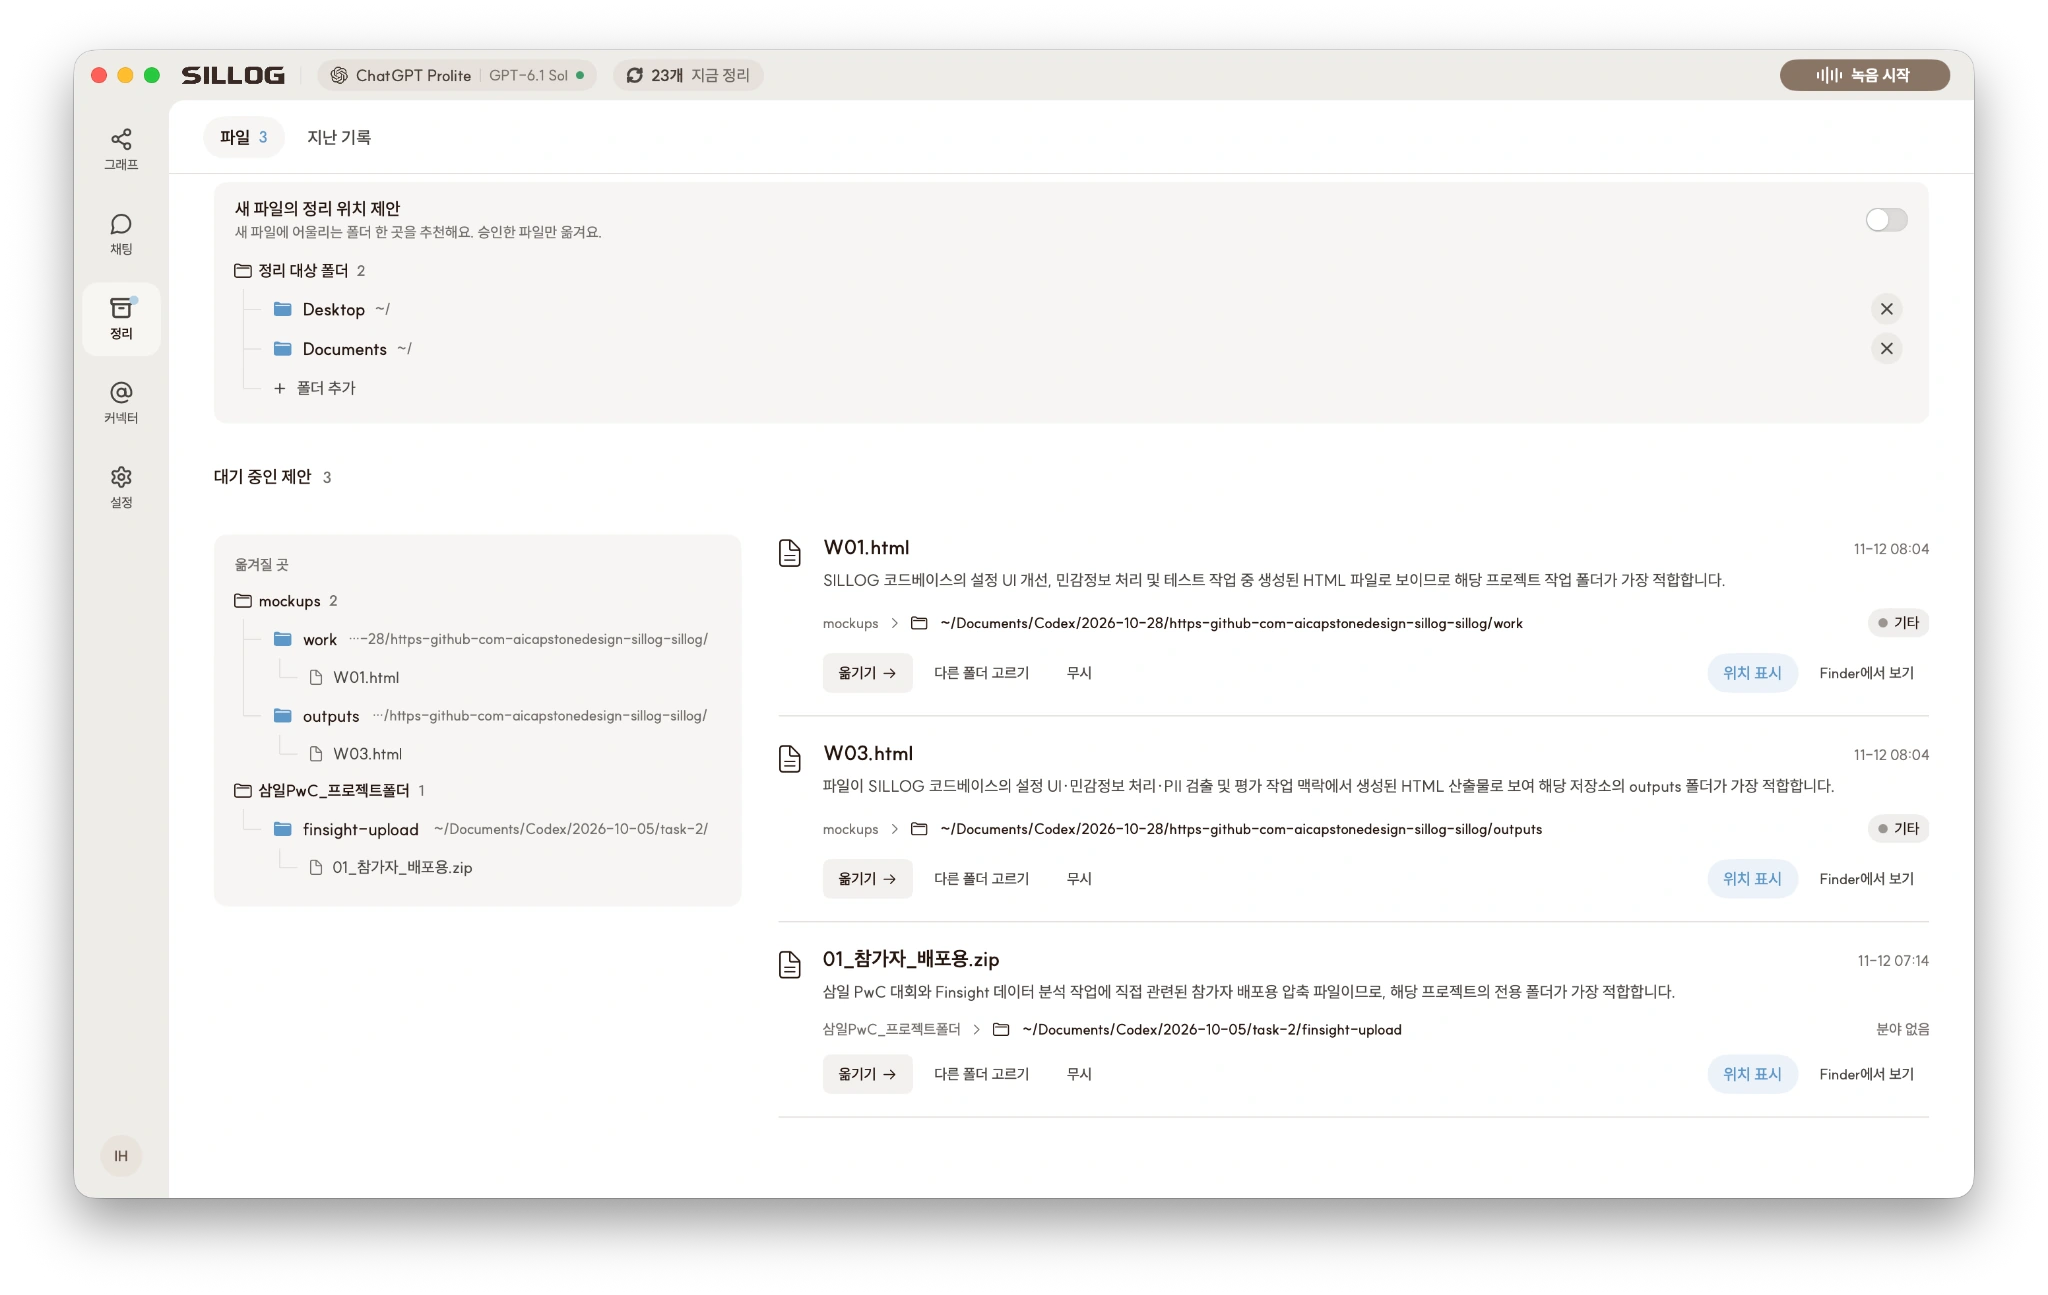 SILLOG
ChatGPT Prolite | GPT-6.1 Sol
23개 지금 정리
녹음 시작
그래프
채팅
정리
커넥터
설정
IH
파일 3
지난 기록
새 파일의 정리 위치 제안
새 파일에 어울리는 폴더 한 곳을 추천해요. 승인한 파일만 옮겨요.
정리 대상 폴더 2
Desktop ~/
Documents ~/
+ 폴더 추가
대기 중인 제안 3
옮겨질 곳
mockups 2
work ···-28/https-github-com-aicapstonedesign-sillog-sillog/
W01.html
outputs ···/https-github-com-aicapstonedesign-sillog-sillog/
W03.html
삼일PwC_프로젝트폴더 1
finsight-upload ~/Documents/Codex/2026-10-05/task-2/
01_참가자_배포용.zip
W01.html 11-12 08:04
SILLOG 코드베이스의 설정 UI 개선, 민감정보 처리 및 테스트 작업 중 생성된 HTML 파일로 보이므로 해당 프로젝트 작업 폴더가 가장 적합합니다.
mockups > ~/Documents/Codex/2026-10-28/https-github-com-aicapstonedesign-sillog-sillog/work 기타
옮기기 → 다른 폴더 고르기 무시 위치 표시 Finder에서 보기
W03.html 11-12 08:04
파일이 SILLOG 코드베이스의 설정 UI·민감정보 처리·PII 검출 및 평가 작업 맥락에서 생성된 HTML 산출물로 보여 해당 저장소의 outputs 폴더가 가장 적합합니다.
mockups > ~/Documents/Codex/2026-10-28/https-github-com-aicapstonedesign-sillog-sillog/outputs 기타
옮기기 → 다른 폴더 고르기 무시 위치 표시 Finder에서 보기
01_참가자_배포용.zip 11-12 07:14
삼일 PwC 대회와 Finsight 데이터 분석 작업에 직접 관련된 참가자 배포용 압축 파일이므로, 해당 프로젝트의 전용 폴더가 가장 적합합니다.
삼일PwC_프로젝트폴더 > ~/Documents/Codex/2026-10-05/task-2/finsight-upload 분야 없음
옮기기 → 다른 폴더 고르기 무시 위치 표시 Finder에서 보기